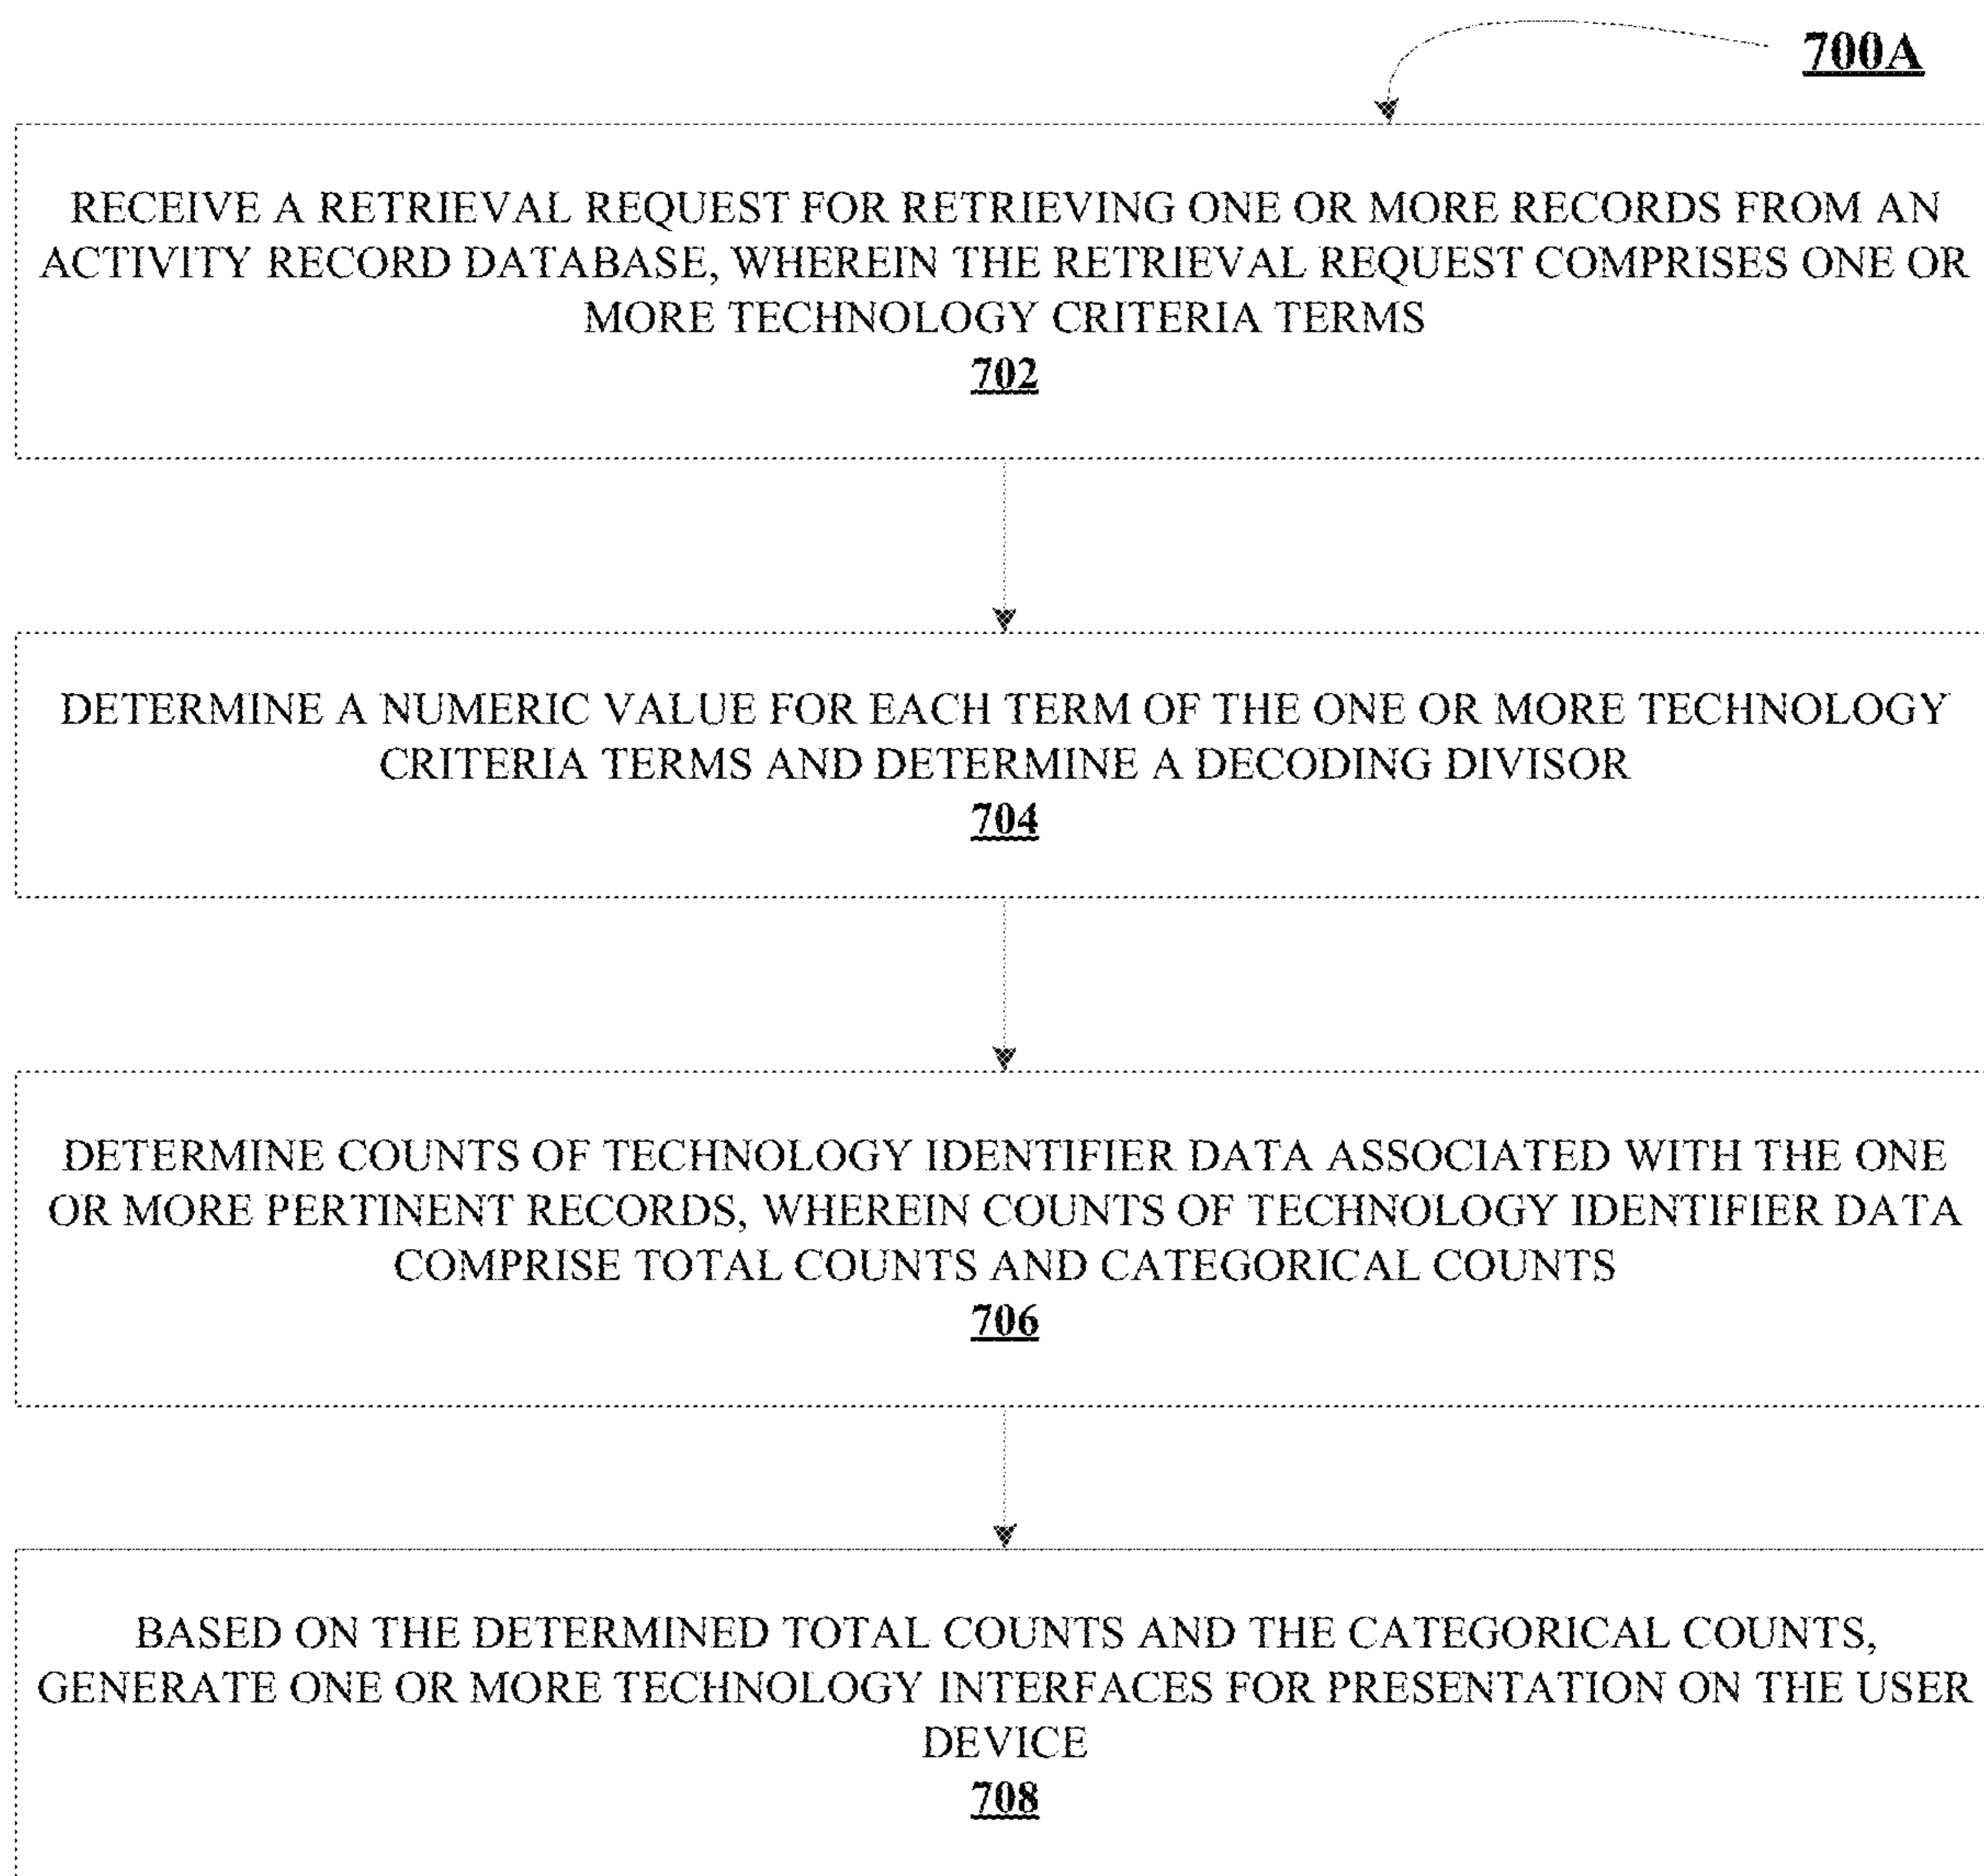 700A
RECEIVE A RETRIEVAL REQUEST FOR RETRIEVING ONE OR MORE RECORDS FROM AN
ACTIVITY RECORD DATABASE, WHEREIN THE RETRIEVAL REQUEST COMPRISES ONE OR
MORE TECHNOLOGY CRITERIA TERMS
702
DETERMINE A NUMERIC VALUE FOR EACH TERM OF THE ONE OR MORE TECHNOLOGY
CRITERIA TERMS AND DETERMINE A DECODING DIVISOR
704
DETERMINE COUNTS OF TECHNOLOGY IDENTIFIER DATA ASSOCIATED WITH THE ONE
OR MORE PERTINENT RECORDS, WHEREIN COUNTS OF TECHNOLOGY IDENTIFIER DATA
COMPRISE TOTAL COUNTS AND CATEGORICAL COUNTS
706
BASED ON THE DETERMINED TOTAL COUNTS AND THE CATEGORICAL COUNTS,
GENERATE ONE OR MORE TECHNOLOGY INTERFACES FOR PRESENTATION ON THE USER
DEVICE
708